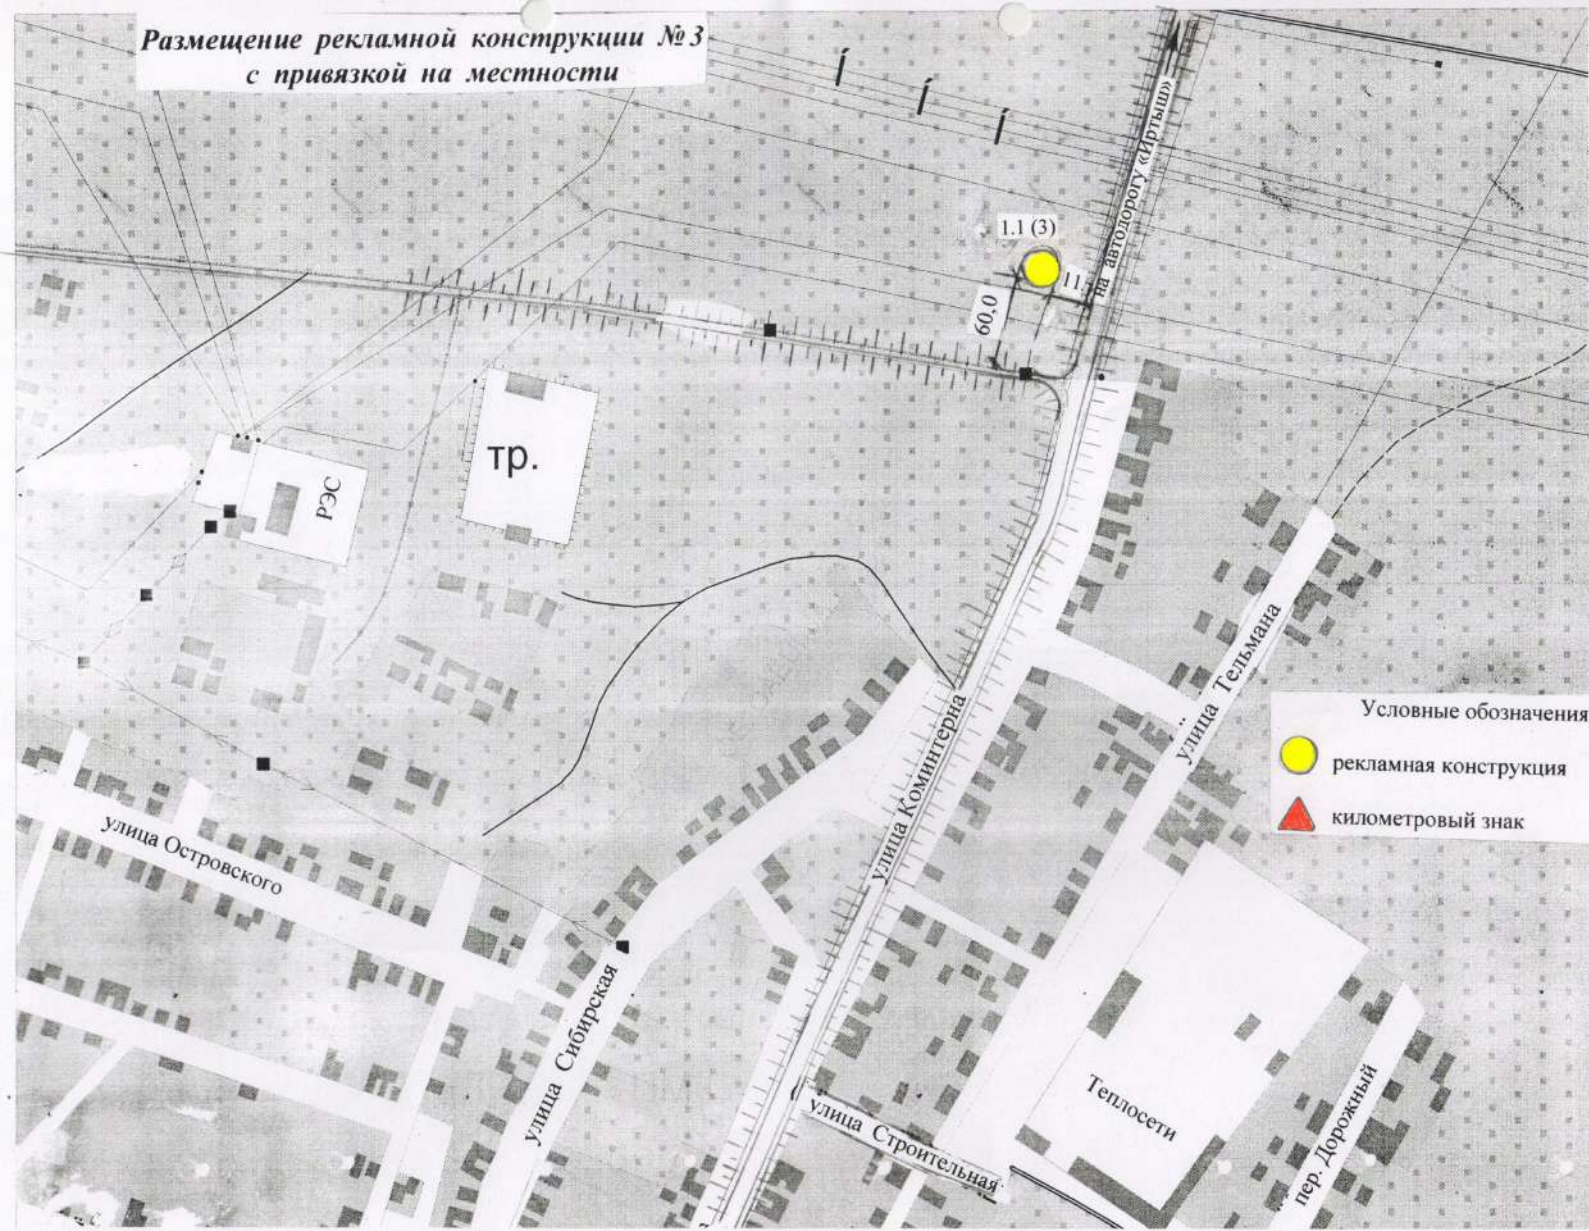 Размещение рекламной конструкции № 3
с привязкой на местности
Í
Í
Í
на автодорогу «Иртыш»
1.1 (3)
11,
60,0
тр.
РЭС
улица Тельмана
улица Коминтерна
Условные обозначения
рекламная конструкция
километровый знак
улица Островского
улица Сибирская
улица Строительная
Теплосети
пер. Дорожный